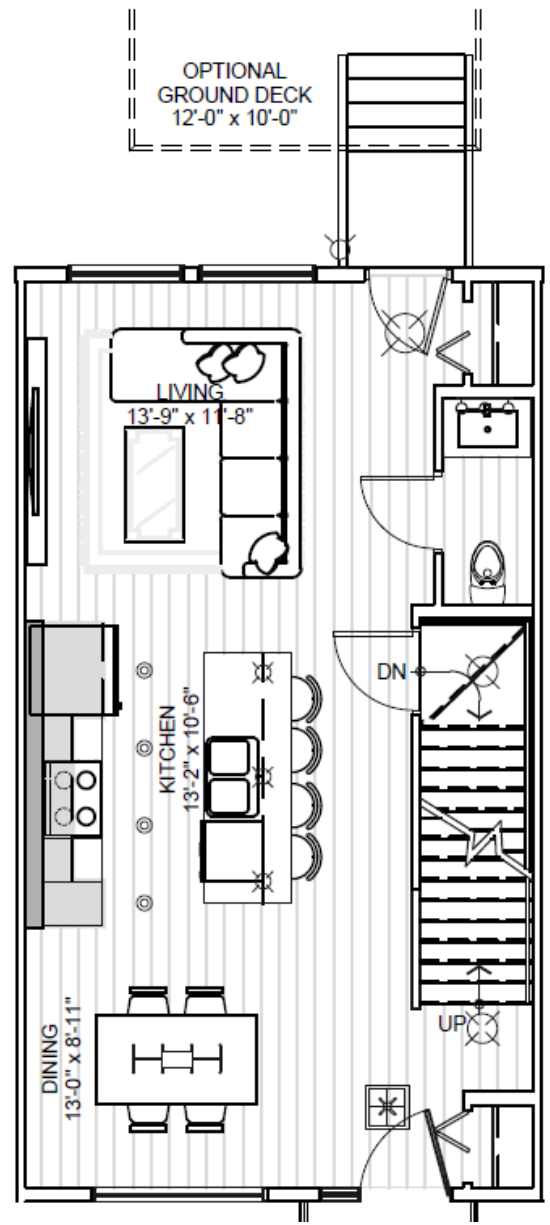 OPTIONAL
GROUND DECK
12'-0" x 10'-0"
LIVING
13'-9" x 11'-8"
DN
KITCHEN
13'-2" x 10'-6"
UP
DINING
13'-0" x 8'-11"